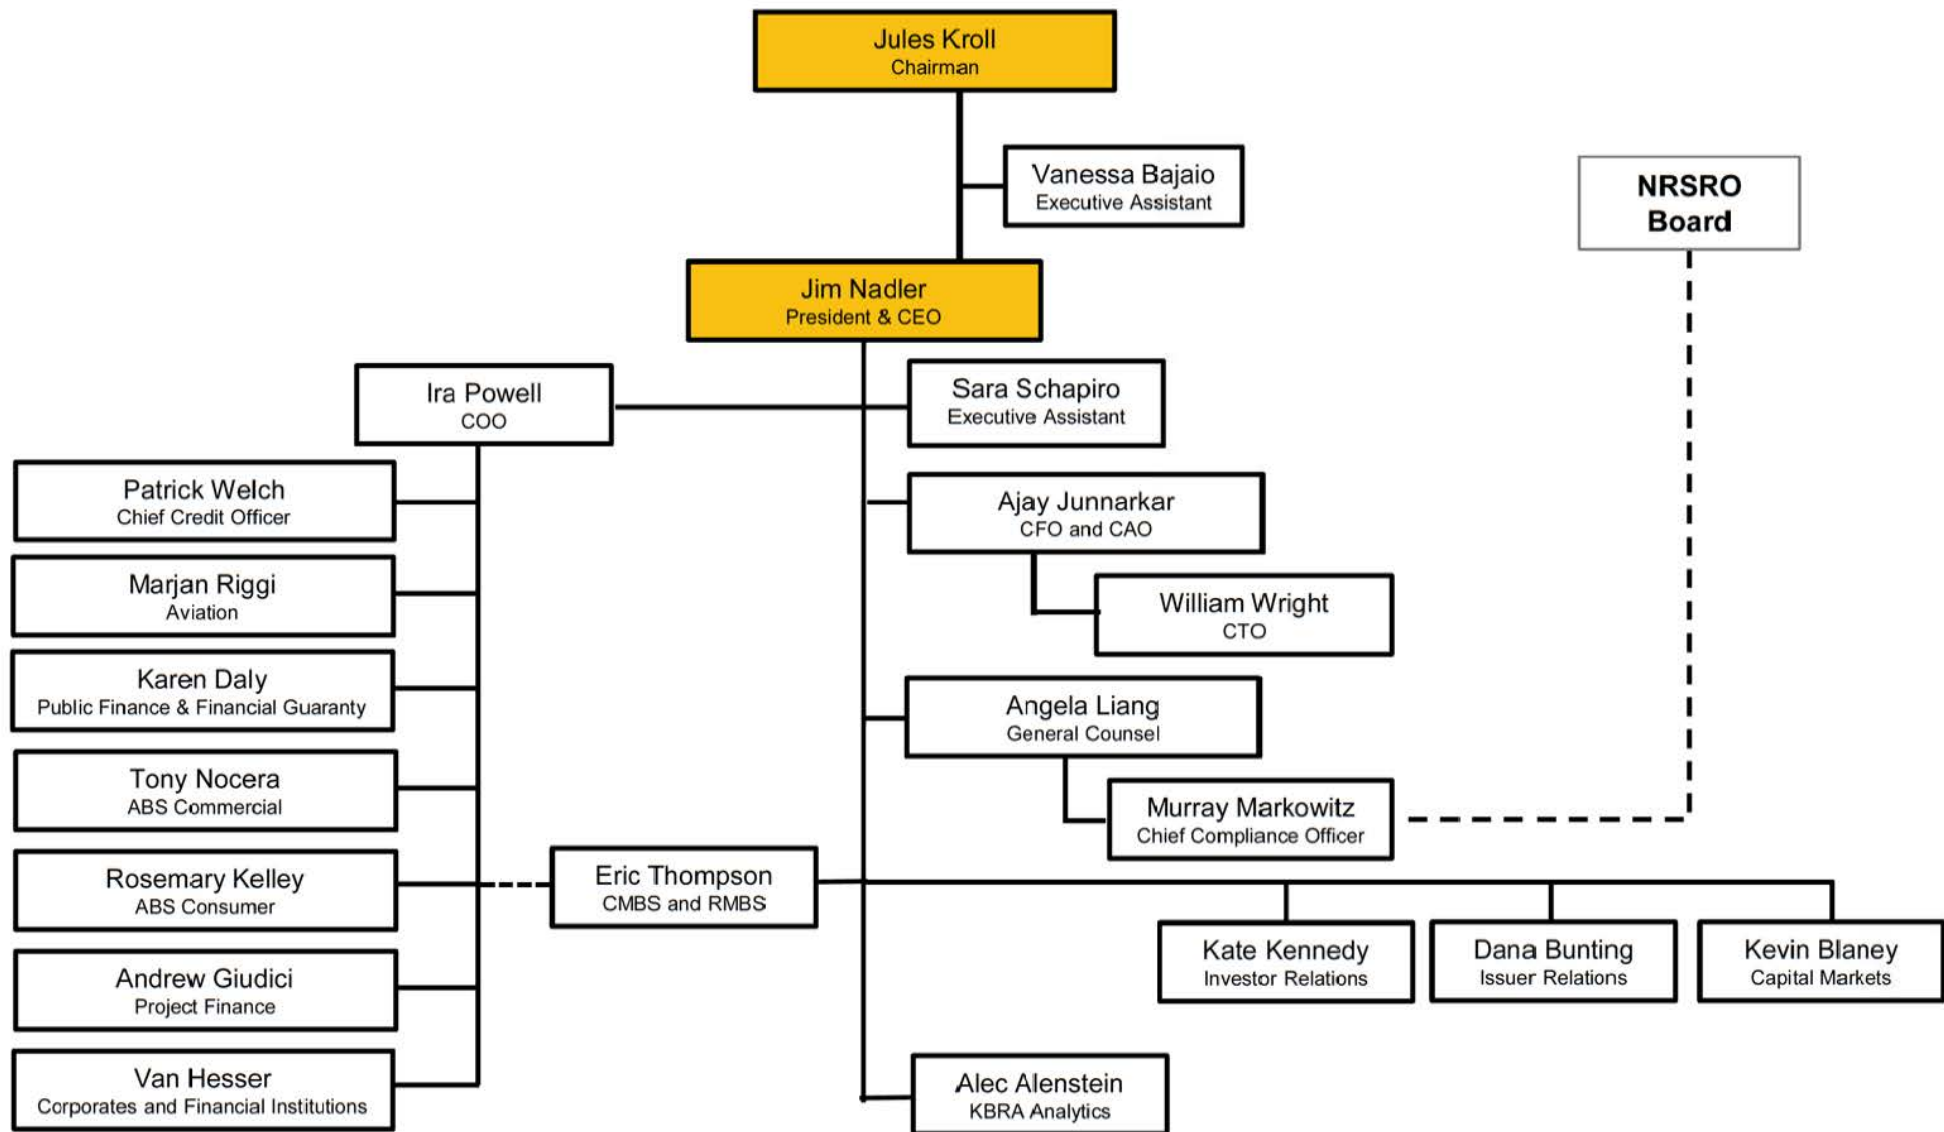 Jules Kroll
Chairman
Vanessa Bajaio
Executive Assistant
NRSRO
Board
Jim Nadler
President & CEO
Ira Powell
COO
Sara Schapiro
Executive Assistant
Patrick Welch
Chief Credit Officer
Marjan Riggi
Aviation
Karen Daly
Public Finance & Financial Guaranty
Tony Nocera
ABS Commercial
Rosemary Kelley
ABS Consumer
Andrew Giudici
Project Finance
Van Hesser
Corporates and Financial Institutions
Ajay Junnarkar
CFO and CAO
William Wright
CTO
Angela Liang
General Counsel
Murray Markowitz
Chief Compliance Officer
Eric Thompson
CMBS and RMBS
Kate Kennedy
Investor Relations
Dana Bunting
Issuer Relations
Kevin Blaney
Capital Markets
Alec Alenstein
KBRA Analytics